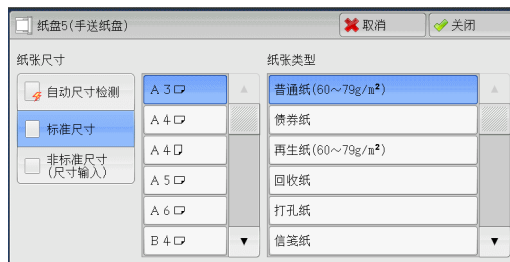 纸盘5(手送纸盘)
取消
关闭
纸张尺寸
自动尺寸检测
标准尺寸
非标准尺寸
(尺寸输入)
A3
A4
A4
A5
A6
B4
纸张类型
普通纸(60～79g/m²)
债券纸
再生纸(60～79g/m²)
回收纸
打孔纸
信笺纸